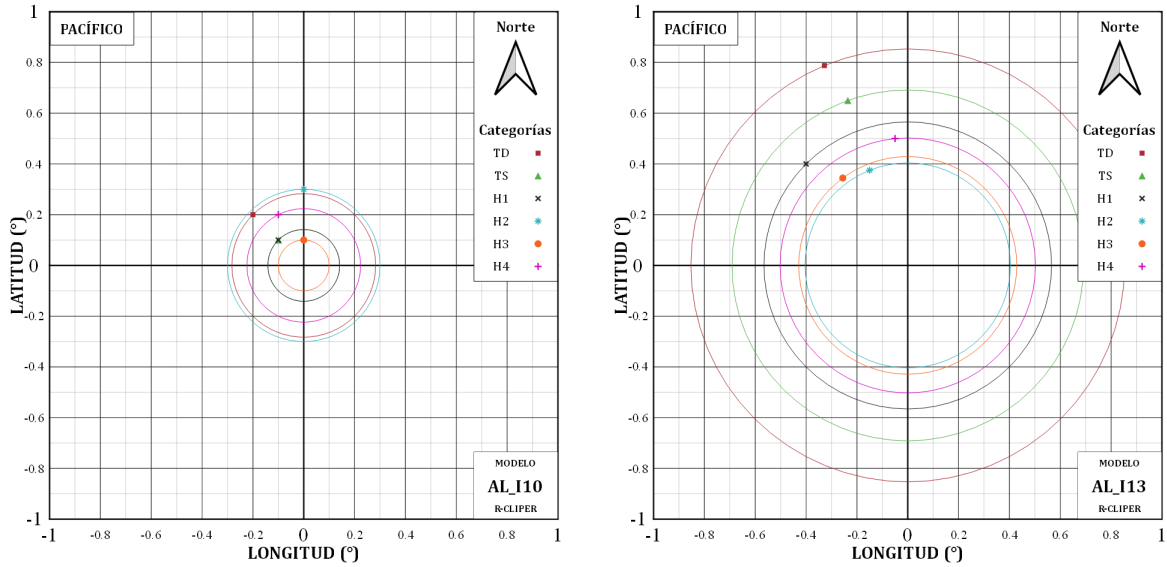 PACÍFICO
Norte
Categorías
TD
TS
H1
H2
H3
H4
MODELO
AL_I10
R-CLIPER
1
0.8
0.6
0.4
0.2
0
-0.2
-0.4
-0.6
-0.8
-1
LATITUD (°)
-1
-0.8
-0.6
-0.4
-0.2
0
0.2
0.4
0.6
0.8
1
LONGITUD (°)
PACÍFICO
Norte
Categorías
TD
TS
H1
H2
H3
H4
MODELO
AL_I13
R-CLIPER
1
0.8
0.6
0.4
0.2
0
-0.2
-0.4
-0.6
-0.8
-1
LATITUD (°)
-1
-0.8
-0.6
-0.4
-0.2
0
0.2
0.4
0.6
0.8
1
LONGITUD (°)